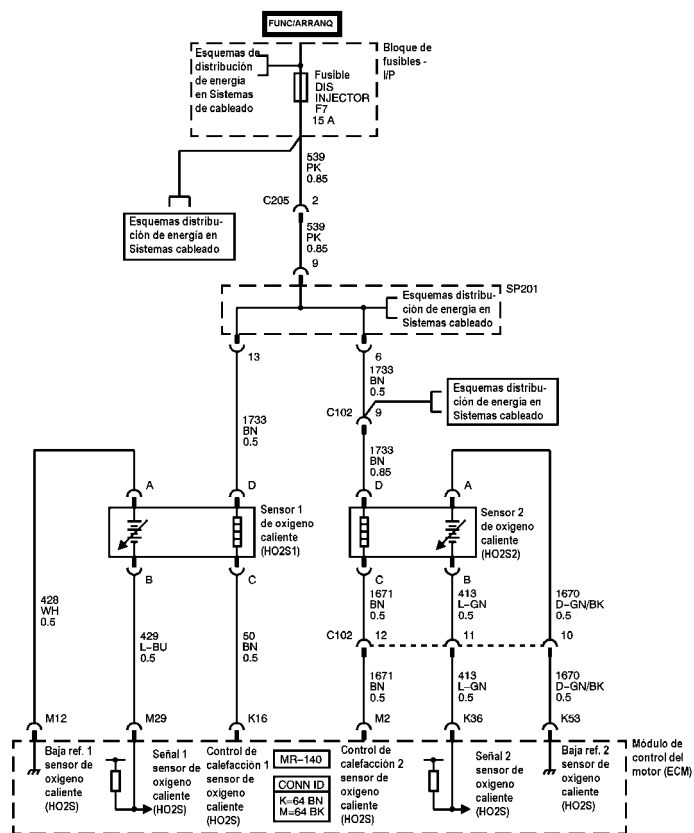 FUNC/ARRANQ
Esquemas de
distribución
de energía
en Sistemas
de cableado
Bloque de
fusibles -
I/P
Fusible
DIS
INJECTOR
F7
15 A
539
PK
0.85
C205
2
Esquemas distribu-
ción de energía en
Sistemas cableado
539
PK
0.85
9
SP201
Esquemas distribu-
ción de energía en
Sistemas cableado
13
6
1733
BN
0.5
Esquemas distribu-
ción de energía en
Sistemas cableado
C102
9
1733
BN
0.5
1733
BN
0.85
A
D
D
A
Sensor 1
de oxigeno
caliente
(HO2S1)
Sensor 2
de oxigeno
caliente
(HO2S2)
B
C
C
B
428
WH
0.5
429
L-BU
0.5
50
BN
0.5
1671
BN
0.5
413
L-GN
0.5
1670
D-GN/BK
0.5
C102
12
11
10
1671
BN
0.5
413
L-GN
0.5
1670
D-GN/BK
0.5
M12
M29
K16
M2
K36
K53
Baja ref. 1
sensor de
oxigeno
caliente
(HO2S)
Señal 1
sensor de
oxigeno
caliente
(HO2S)
Control de
calefacción 1
sensor de
oxigeno
caliente
(HO2S)
MR-140
CONN ID
K=64 BN
M=64 BK
Control de
calefacción 2
sensor de
oxigeno
caliente
(HO2S)
Señal 2
sensor de
oxigeno
caliente
(HO2S)
Baja ref. 2
sensor de
oxigeno
caliente
(HO2S)
Módulo de
control del
motor (ECM)